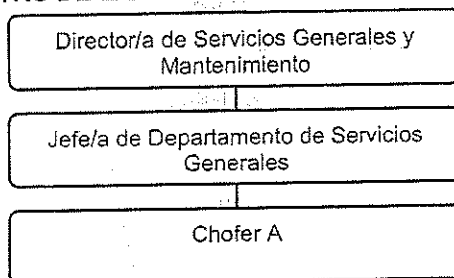 Director/a de Servicios Generales y
Mantenimiento
Jefe/a de Departamento de Servicios
Generales
Chofer A